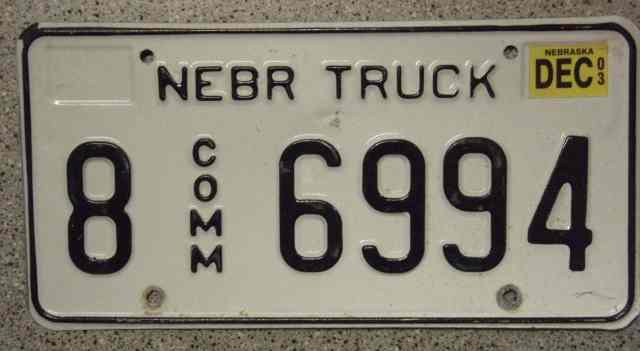 NEBRASKA
DEC 03
NEBR TRUCK
8 COMM 6994